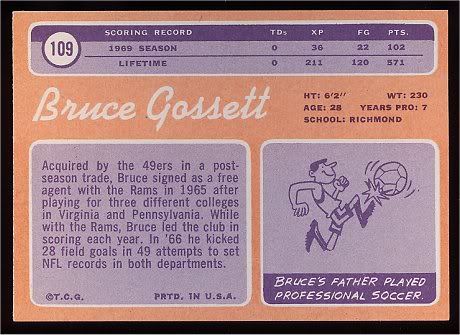 109
SCORING RECORD TDs XP FG PTS.
1969 SEASON 0 36 22 102
LIFETIME 0 211 120 571
Bruce Gossett
HT: 6'2" WT: 230
AGE: 28 YEARS PRO: 7
SCHOOL: RICHMOND
Acquired by the 49ers in a post-
season trade, Bruce signed as a free
agent with the Rams in 1965 after
playing for three different colleges
in Virginia and Pennsylvania. While
with the Rams, Bruce led the club in
scoring each year. In '66 he kicked
28 field goals in 49 attempts to set
NFL records in both departments.
©T.C.G. PRTD. IN U.S.A.
BRUCE'S FATHER PLAYED
PROFESSIONAL SOCCER.